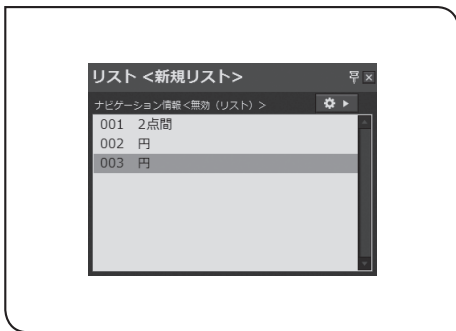 リスト <新規リスト>
ナビゲーション情報<無効（リスト）>
001 2点間
002 円
003 円